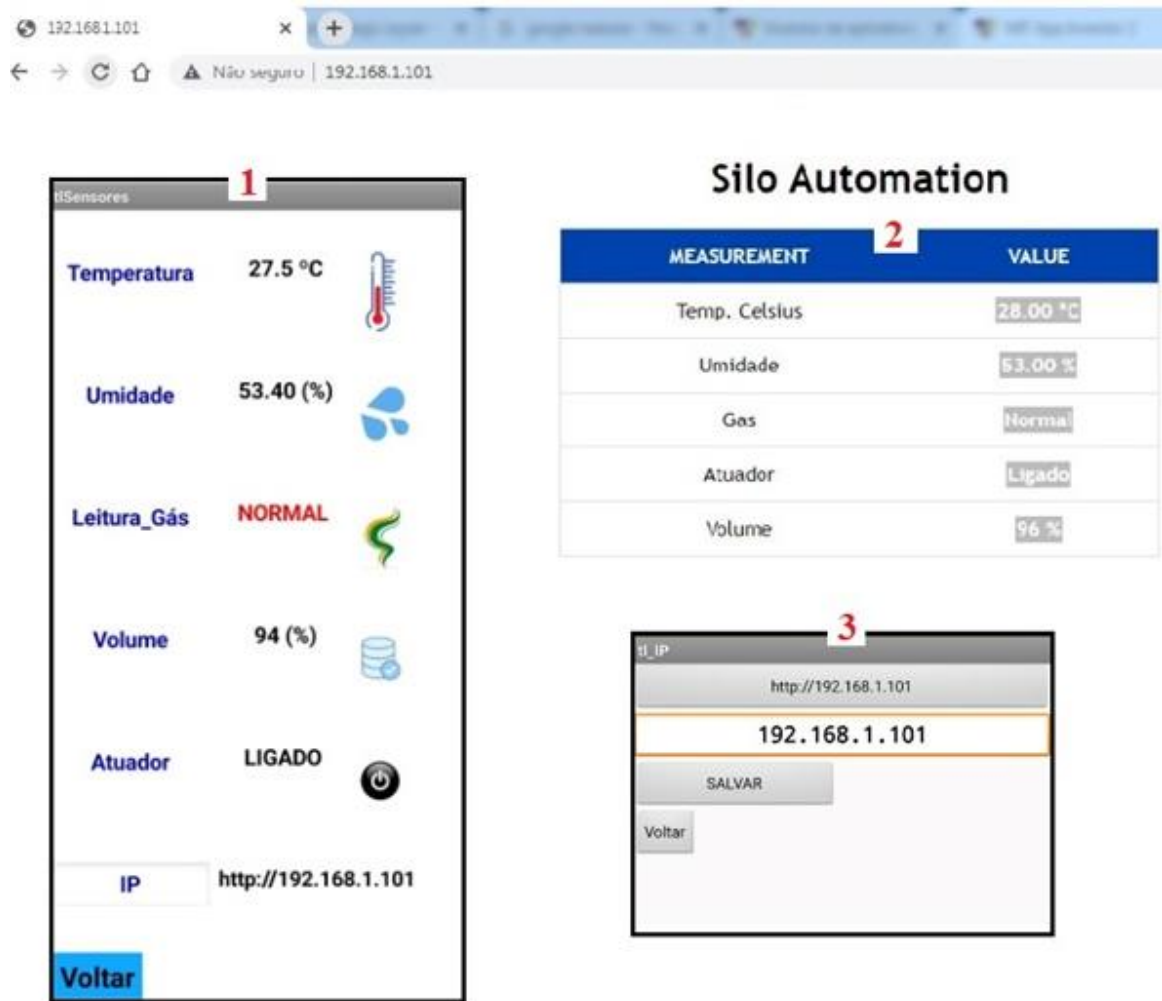 192.168.1.101
Não seguro | 192.168.1.101
1
tlSensores
Temperatura 27.5 ºC
Umidade 53.40 (%)
Leitura_Gás NORMAL
Volume 94 (%)
Atuador LIGADO
IP http://192.168.1.101
Voltar
Silo Automation
2
MEASUREMENT VALUE
Temp. Celsius 28.00 °C
Umidade 53.00 %
Gas Normal
Atuador Ligado
Volume 96 %
3
tl_IP
http://192.168.1.101
192.168.1.101
SALVAR
Voltar